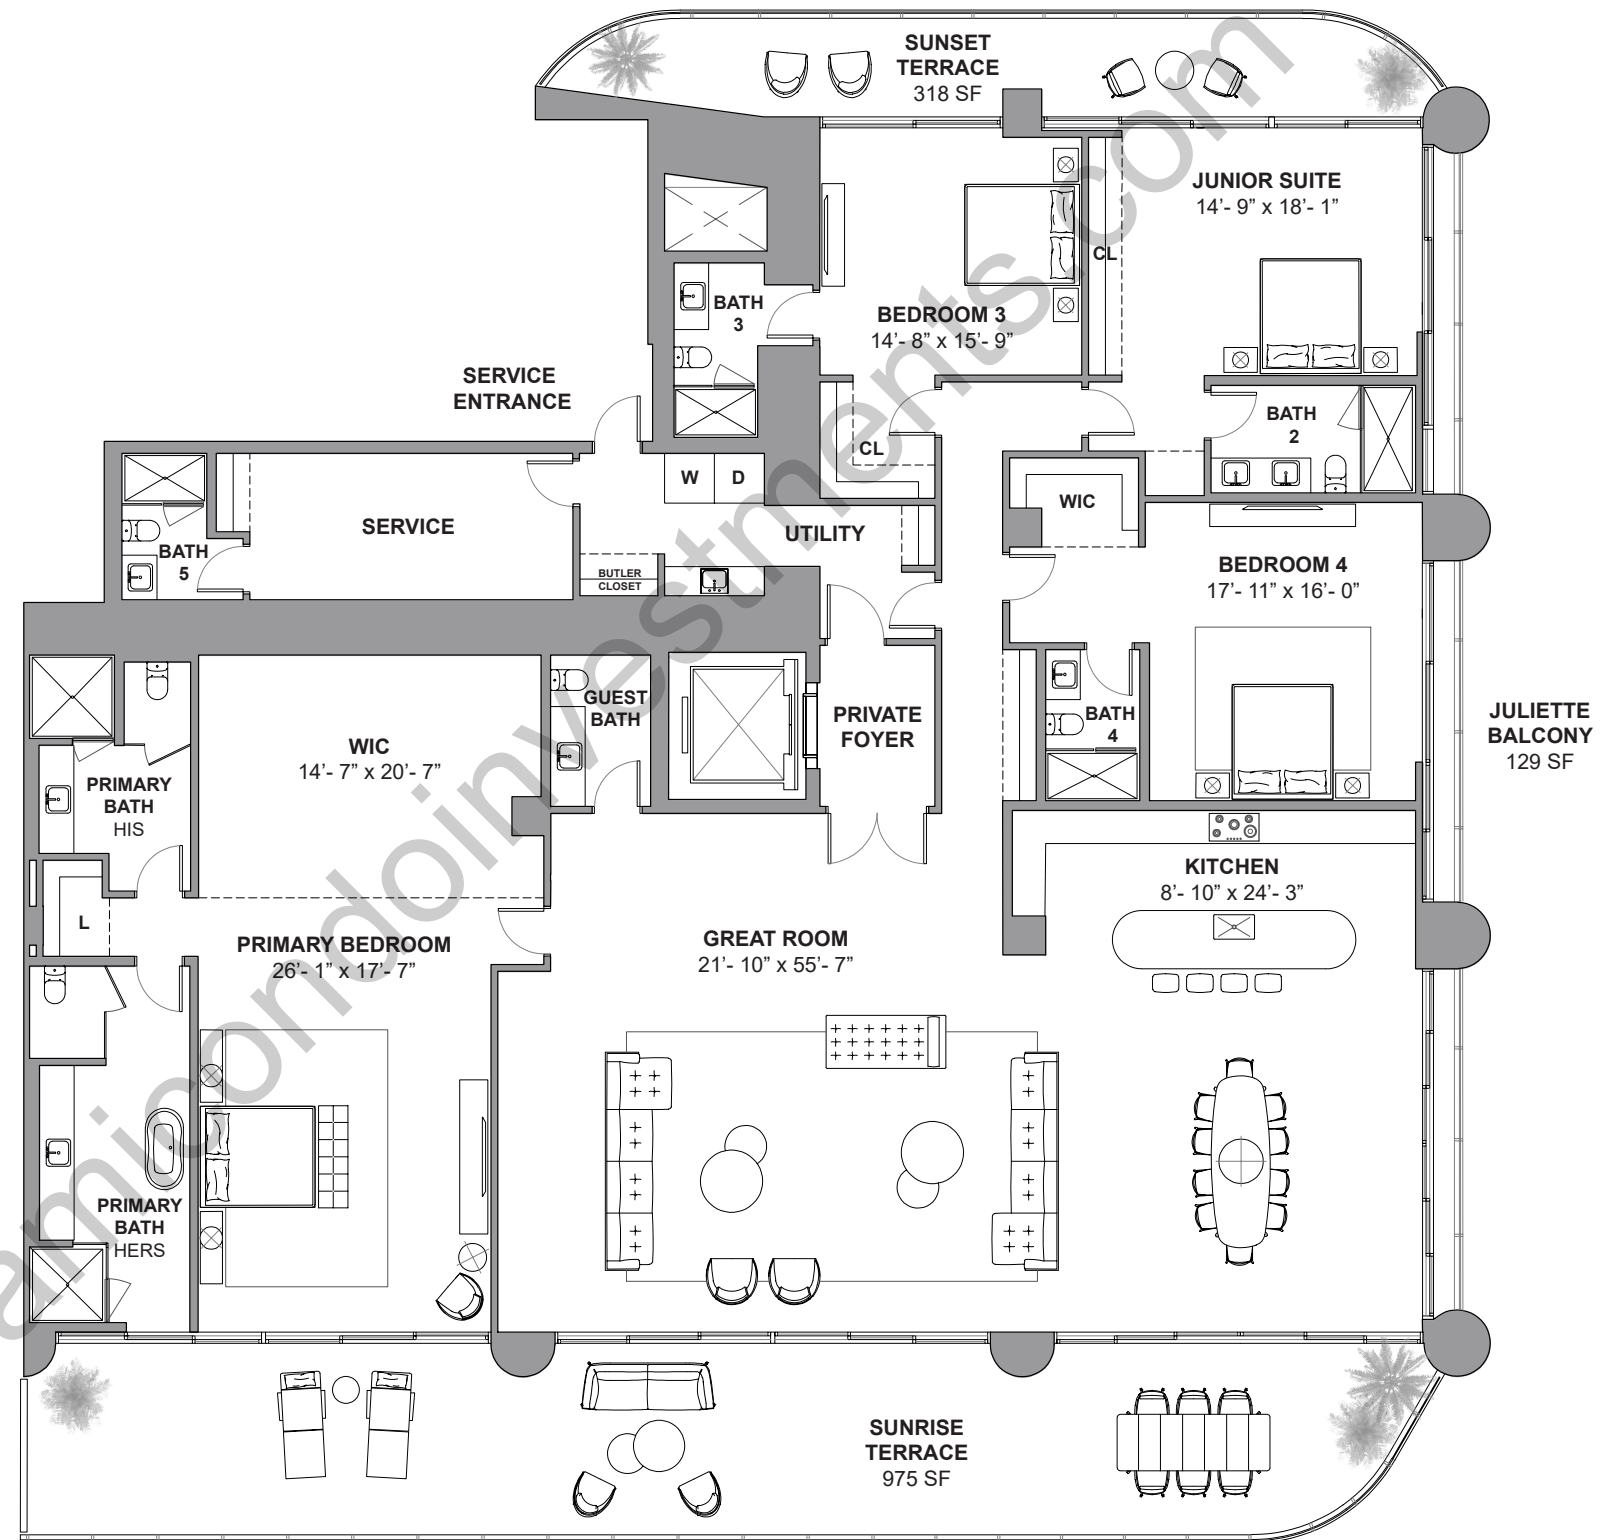 SUNSET
TERRACE
318 SF
JUNIOR SUITE
14'- 9” x 18'- 1”
CL
BATH
3
BEDROOM 3
14'- 8” x 15'- 9”
SERVICE
ENTRANCE
BATH
2
CL
W D
WIC
SERVICE
UTILITY
BATH
5
BUTLER
CLOSET
BEDROOM 4
17'- 11” x 16'- 0”
GUEST
BATH
PRIVATE
FOYER
BATH
4
JULIETTE
BALCONY
129 SF
WIC
14'- 7” x 20'- 7”
PRIMARY
BATH
HIS
KITCHEN
8'- 10” x 24'- 3”
L
PRIMARY BEDROOM
26'- 1” x 17'- 7”
GREAT ROOM
21'- 10” x 55'- 7”
PRIMARY
BATH
HERS
SUNRISE
TERRACE
975 SF
amicondoinvestments.com